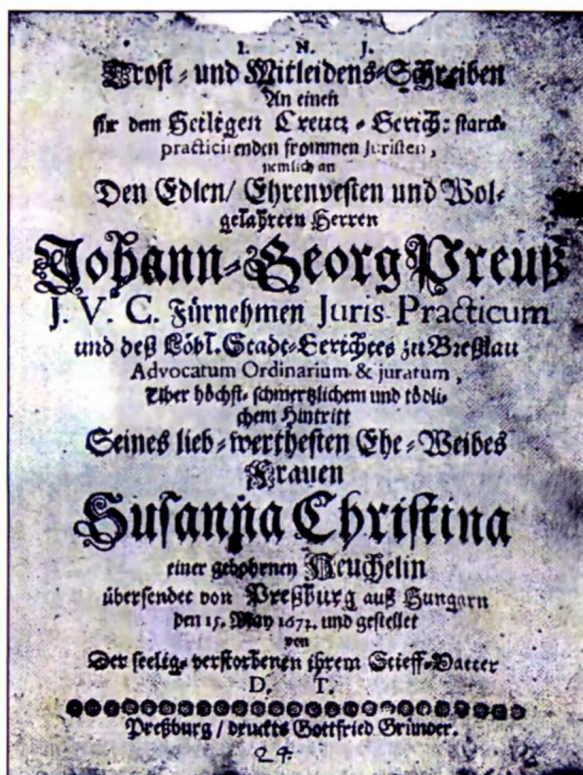 I. N. J.
Trost- und Mitleidens-Schreiben
An einen
für dem Heiligen Creutz-Gerich: starck-
practicirenden frommen Juristen,
nemlich an
Den Edlen/ Ehrenvesten und Wol-
gelahrten Herren
Johann-Georg Preuß
J. V. C. Fürnehmen Juris Practicum
und deß Löbl. Stadt-Gerichtes zu Breßlau
Advocatum Ordinarium & juratum,
Uber höchst-schmertzlichem und tödli-
chem Hintritt
Seines lieb-werthesten Ehe-Weibes
Frauen
Susanna Christina
einer gebohrnen Neuchelin
übersendet von Preßburg auß Hungarn
den 15. May 1673. und gestellet
von
Der seelig-verstorbenen ihrem Stieff-Vatter
D. T.
Preßburg/ druckts Gottfried Gründer.
24.